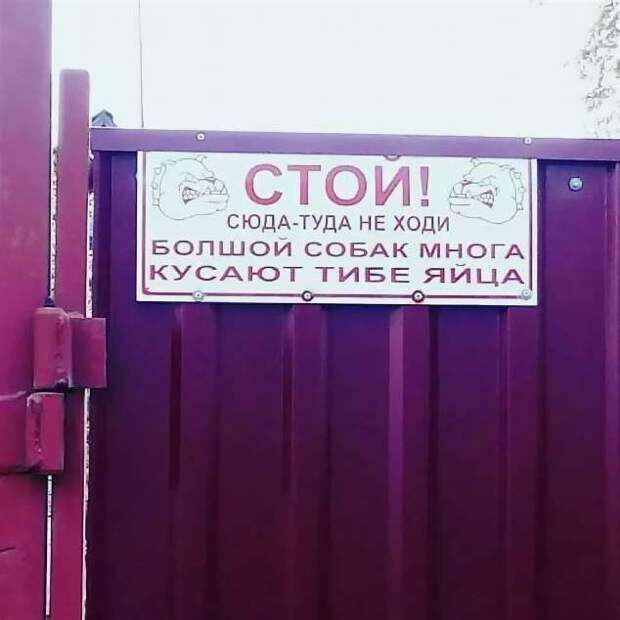 СТОЙ!
СЮДА-ТУДА НЕ ХОДИ
БОЛШОЙ СОБАК МНОГА
КУСАЮТ ТИБЕ ЯЙЦА